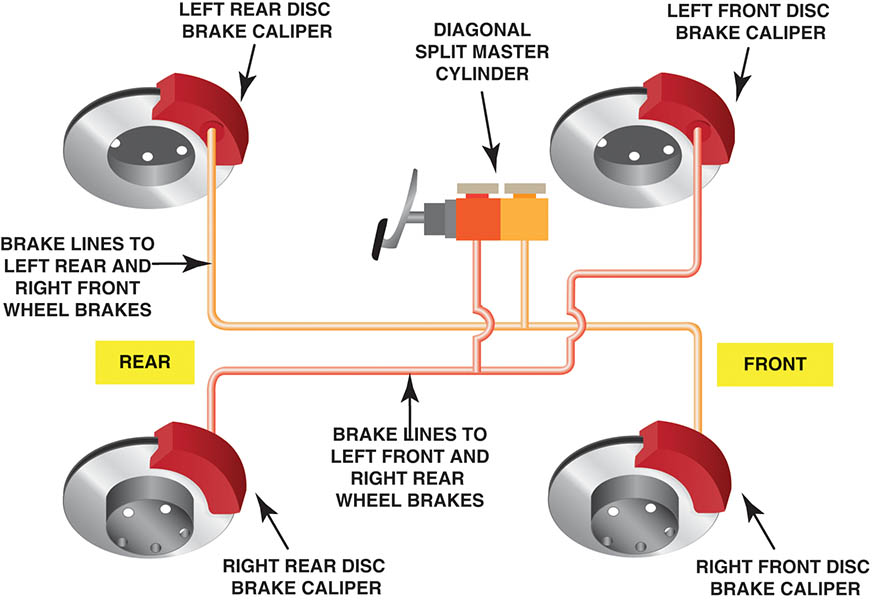 LEFT REAR DISC
BRAKE CALIPER
DIAGONAL
SPLIT MASTER
CYLINDER
LEFT FRONT DISC
BRAKE CALIPER
BRAKE LINES TO
LEFT REAR AND
RIGHT FRONT
WHEEL BRAKES
REAR
FRONT
BRAKE LINES TO
LEFT FRONT AND
RIGHT REAR
WHEEL BRAKES
RIGHT REAR DISC
BRAKE CALIPER
RIGHT FRONT DISC
BRAKE CALIPER